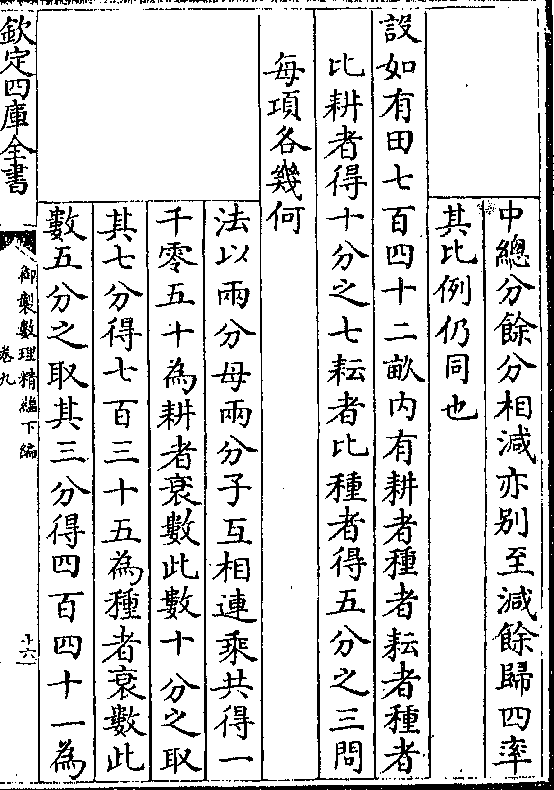 中總分餘分相減亦别至減餘歸四率
其比例仍同也
設如有田七百四十二畝内有耕者種者耘者種者
比耕者得十分之七耘者比種者得五分之三問
每項各幾何
法以兩分母兩分子互相連乘共得一
千零五十為耕者衰數此數十分之取
其七分得七百三十五為種者衰數此
數五分之取其三分得四百四十一為
欽定四庫全書
御製數理精藴下編
卷九
十六